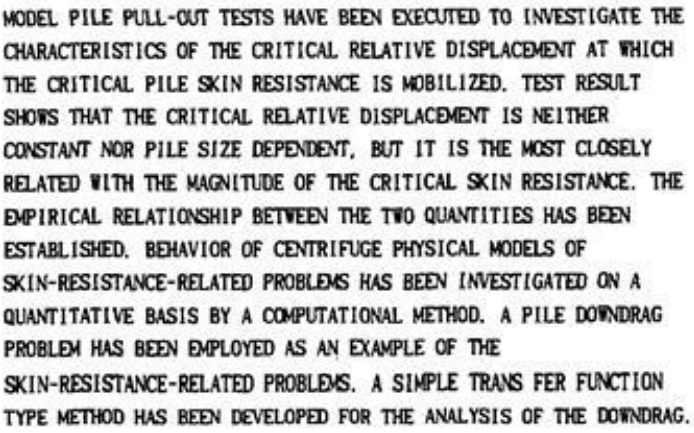 MODEL PILE PULL-OUT TESTS HAVE BEEN EXECUTED TO INVESTIGATE THE
CHARACTERISTICS OF THE CRITICAL RELATIVE DISPLACEMENT AT WHICH
THE CRITICAL PILE SKIN RESISTANCE IS MOBILIZED. TEST RESULT
SHOWS THAT THE CRITICAL RELATIVE DISPLACEMENT IS NEITHER
CONSTANT NOR PILE SIZE DEPENDENT, BUT IT IS THE MOST CLOSELY
RELATED WITH THE MAGNITUDE OF THE CRITICAL SKIN RESISTANCE. THE
EMPIRICAL RELATIONSHIP BETWEEN THE TWO QUANTITIES HAS BEEN
ESTABLISHED. BEHAVIOR OF CENTRIFUGE PHYSICAL MODELS OF
SKIN-RESISTANCE-RELATED PROBLEMS HAS BEEN INVESTIGATED ON A
QUANTITATIVE BASIS BY A COMPUTATIONAL METHOD. A PILE DOWNDRAG
PROBLEM HAS BEEN EMPLOYED AS AN EXAMPLE OF THE
SKIN-RESISTANCE-RELATED PROBLEMS. A SIMPLE TRANS FER FUNCTION
TYPE METHOD HAS BEEN DEVELOPED FOR THE ANALYSIS OF THE DOWNDRAG.